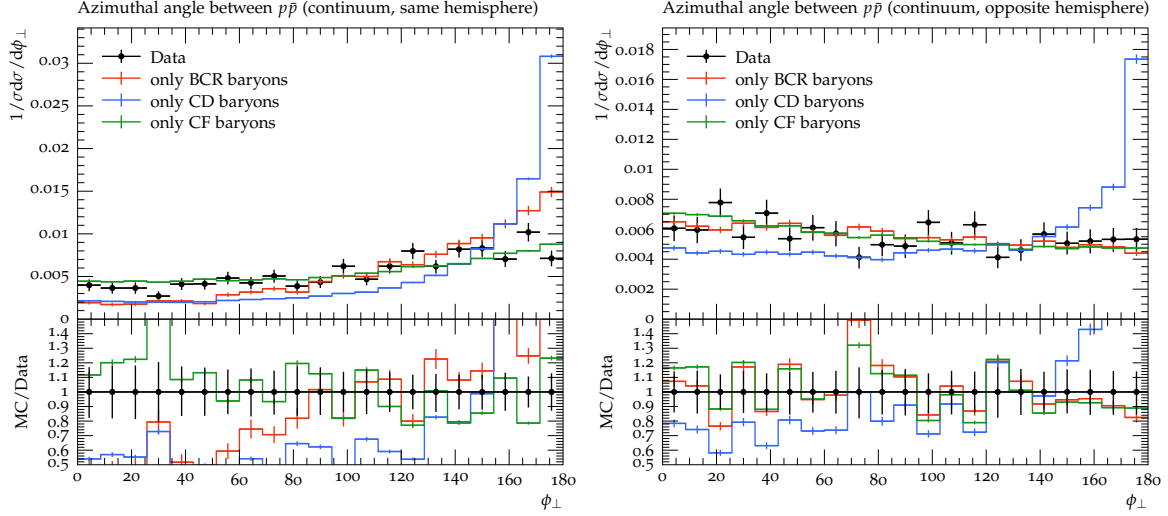 Azimuthal angle between pp̄ (continuum, same hemisphere)
1/σdσ/dϕ⊥
Data
only BCR baryons
only CD baryons
only CF baryons
0.03
0.025
0.02
0.015
0.01
0.005
0
1.4
1.3
1.2
1.1
1
0.9
0.8
0.7
0.6
0.5
MC/Data
0 20 40 60 80 100 120 140 160 180
ϕ⊥
Azimuthal angle between pp̄ (continuum, opposite hemisphere)
1/σdσ/dϕ⊥
Data
only BCR baryons
only CD baryons
only CF baryons
0.018
0.016
0.014
0.012
0.01
0.008
0.006
0.004
0.002
0
1.4
1.3
1.2
1.1
1
0.9
0.8
0.7
0.6
0.5
MC/Data
0 20 40 60 80 100 120 140 160 180
ϕ⊥